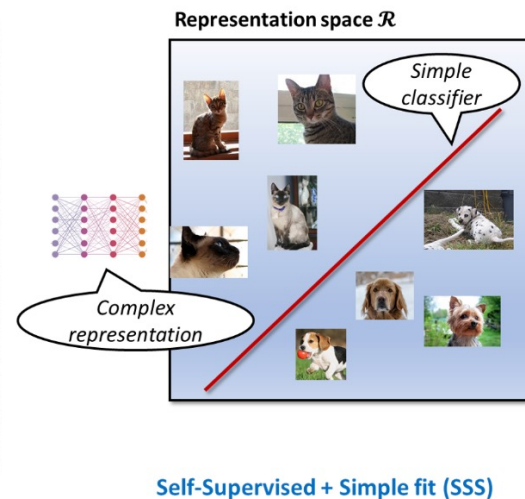 Representation space ℛ
Simple
classifier
Complex
representation
Self-Supervised + Simple fit (SSS)